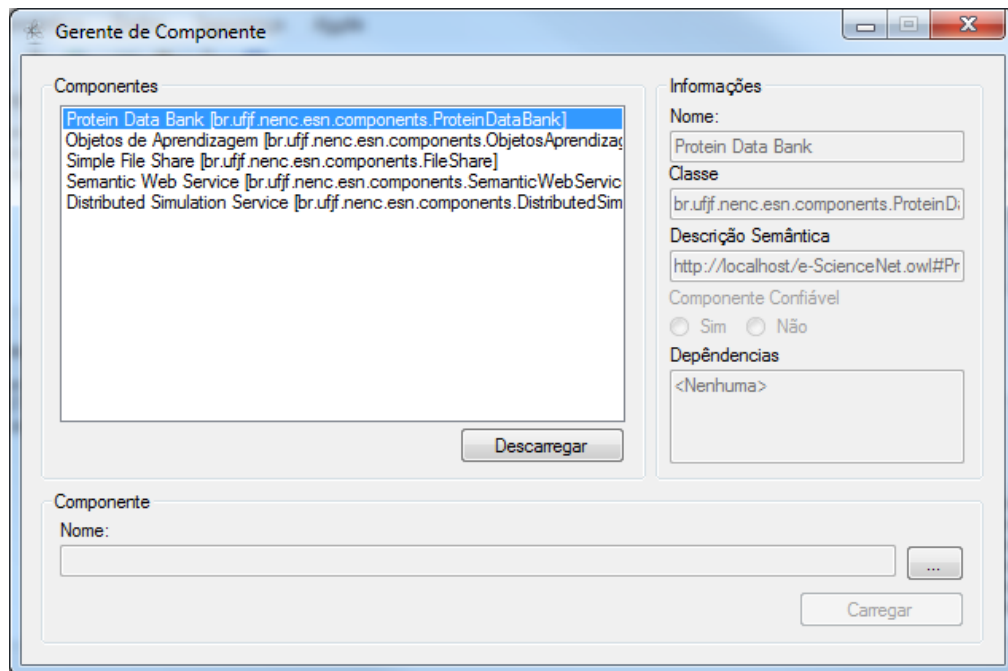 Gerente de Componente
Componentes
Protein Data Bank [br.ufjf.nenc.esn.components.ProteinDataBank]
Objetos de Aprendizagem [br.ufjf.nenc.esn.components.ObjetosAprendizag
Simple File Share [br.ufjf.nenc.esn.components.FileShare]
Semantic Web Service [br.ufjf.nenc.esn.components.SemanticWebServic
Distributed Simulation Service [br.ufjf.nenc.esn.components.DistributedSim
Descarregar
Informações
Nome:
Protein Data Bank
Classe
br.ufjf.nenc.esn.components.ProteinDa
Descrição Semântica
http://localhost/e-ScienceNet.owl#Pr
Componente Confiável
Sim Não
Depêndencias
<Nenhuma>
Componente
Nome:
...
Carregar